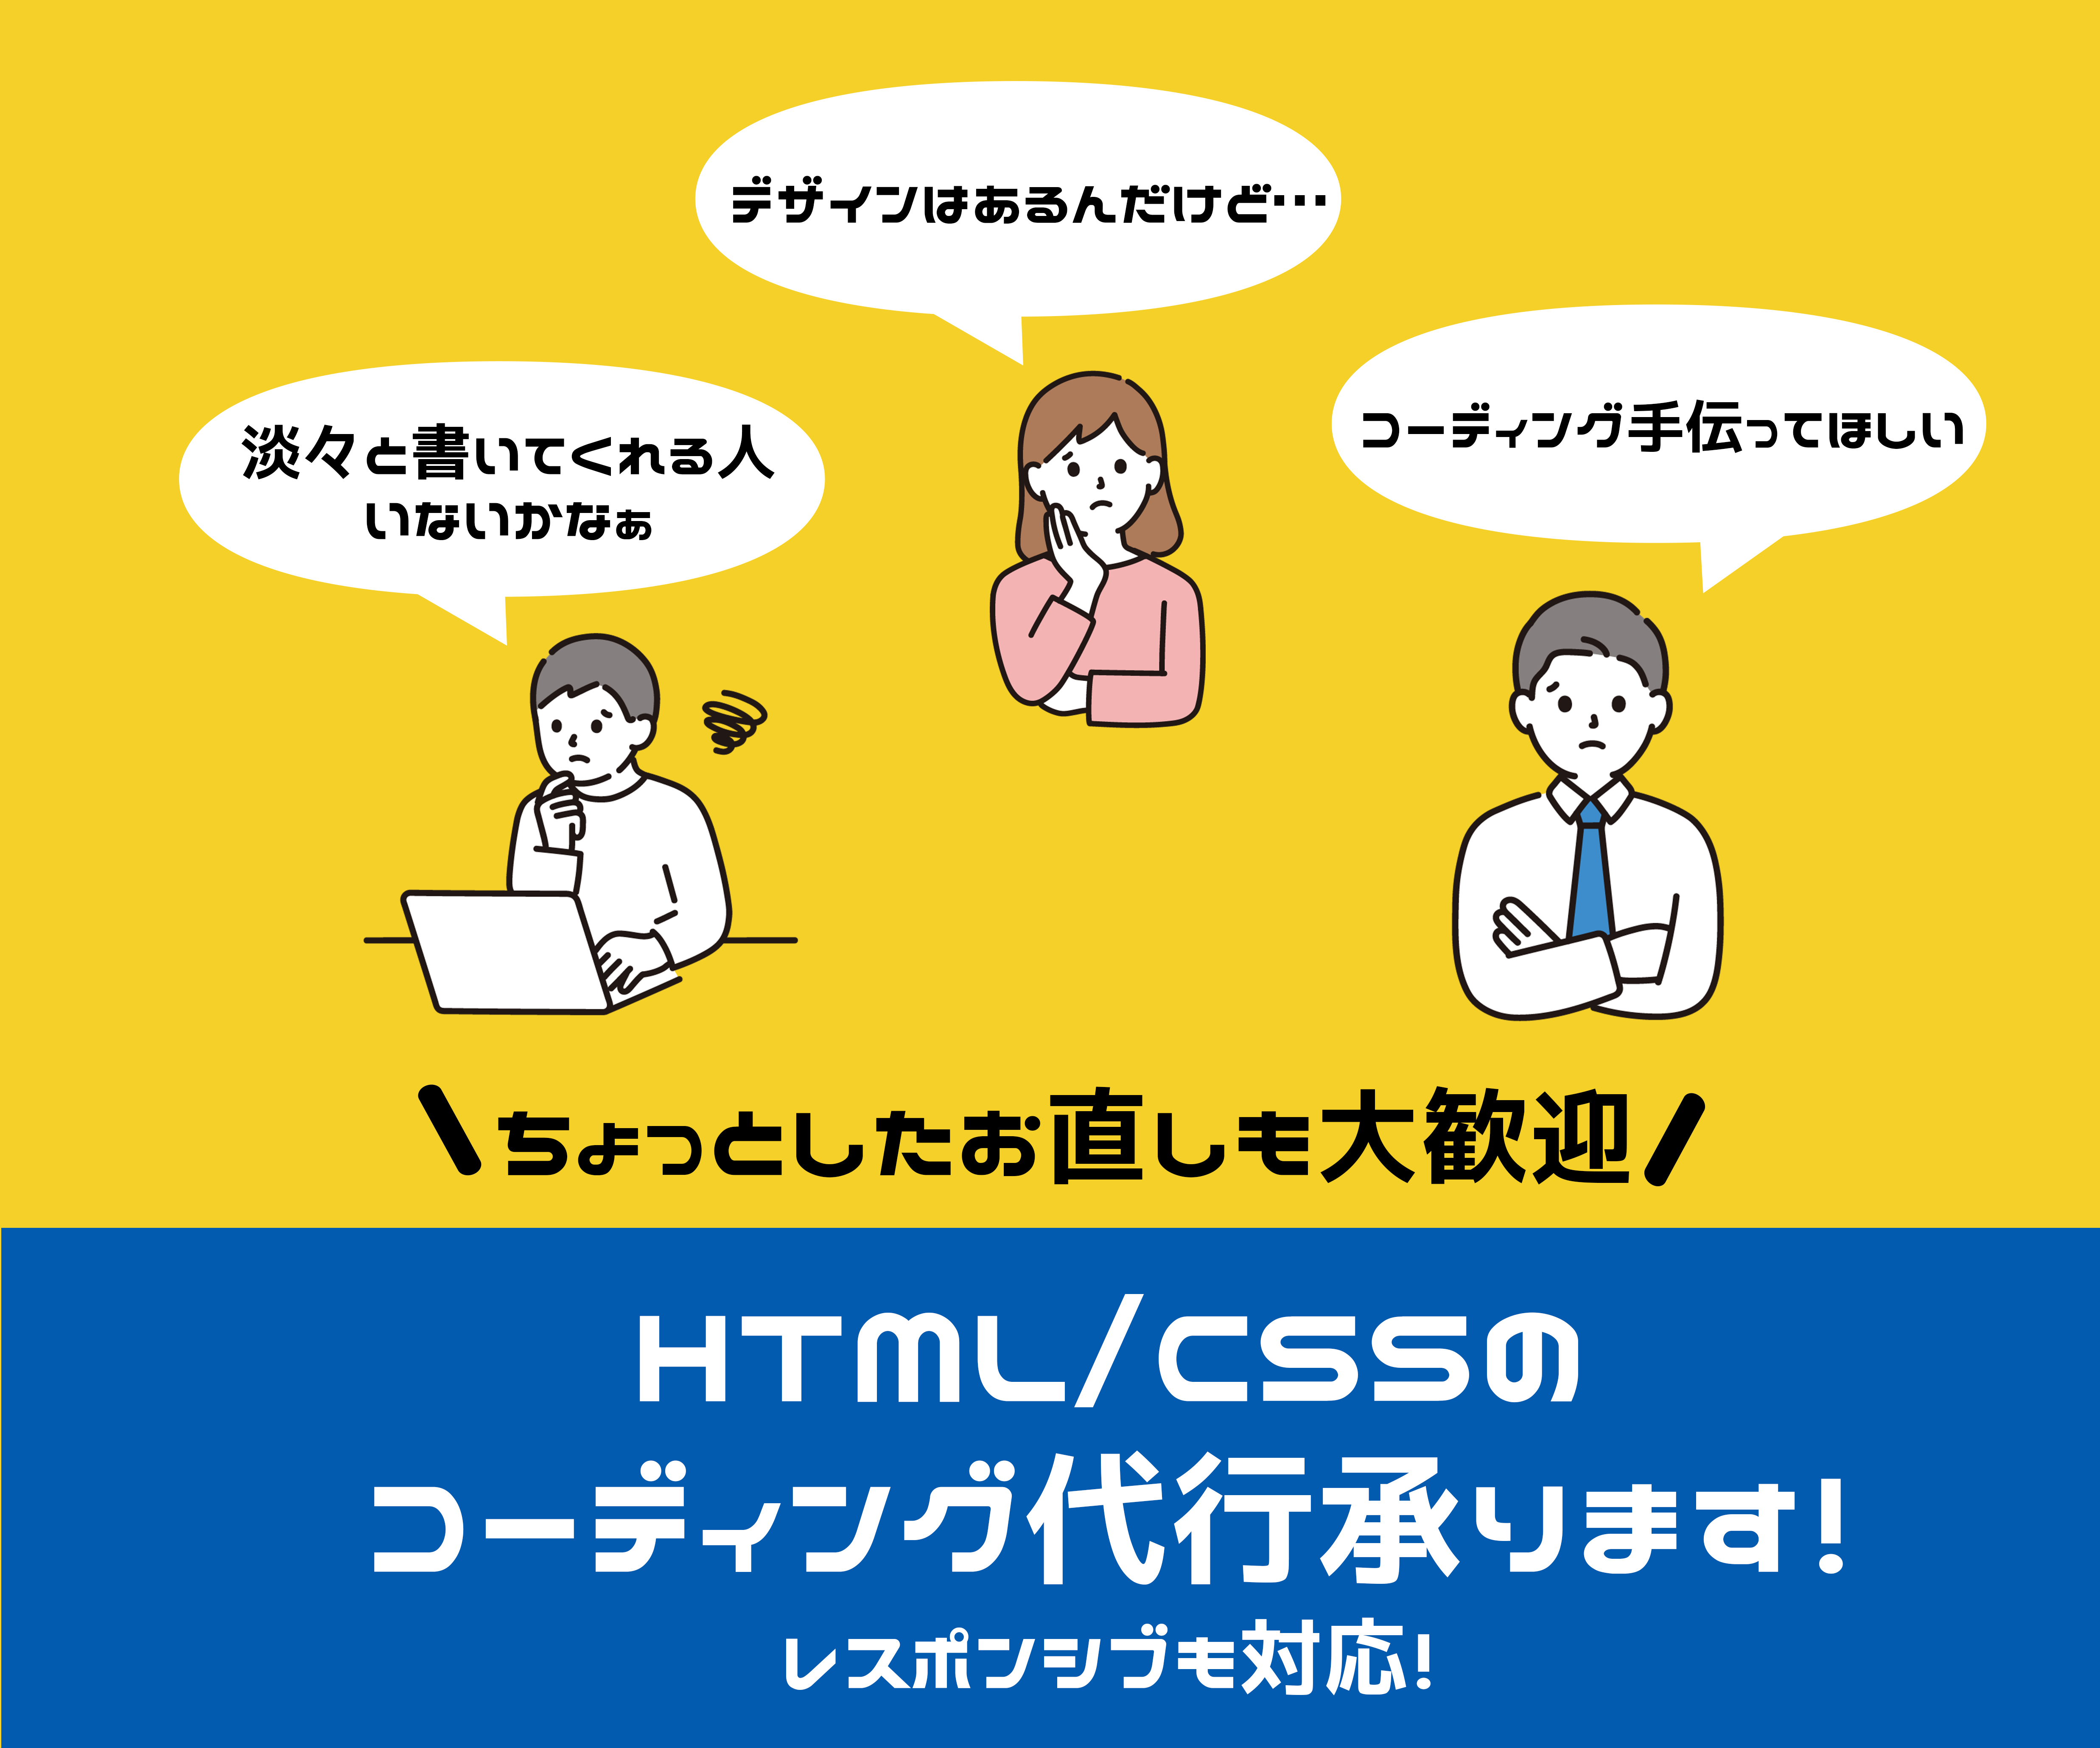 デザインはあるんだけど…
コーディング手伝ってほしい
淡々と書いてくれる人
いないかなぁ
\ちょっとしたお直しも大歓迎/
HTML/CSSの
コーディング代行承ります!
レスポンシブも対応!